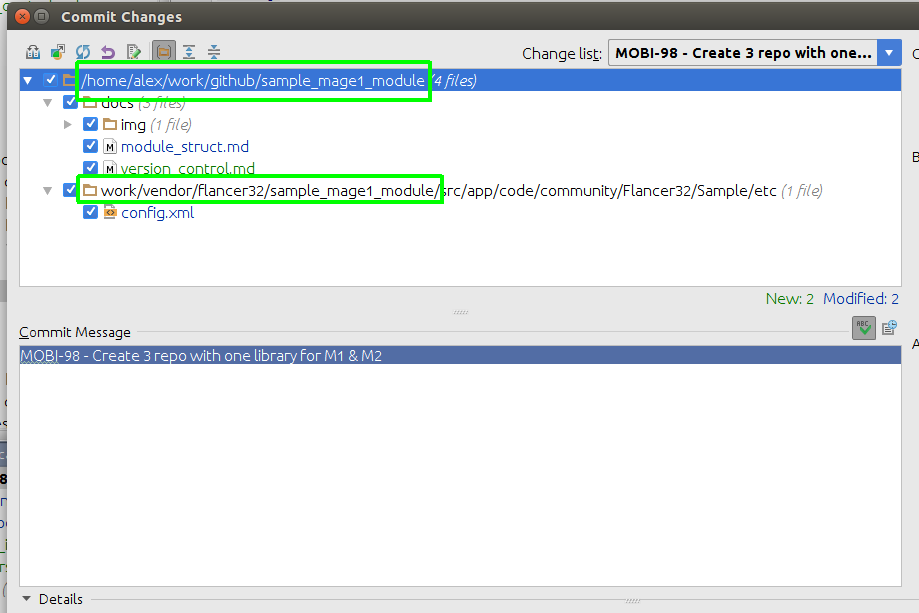 Commit Changes
Change list: MOBI-98 - Create 3 repo with one...
/home/alex/work/github/sample_mage1_module (4 files)
docs (3 files)
img (1 file)
M module_struct.md
M version_control.md
work/vendor/flancer32/sample_mage1_module/src/app/code/community/Flancer32/Sample/etc (1 file)
config.xml
New: 2 Modified: 2
Commit Message
ABC
MOBI-98 - Create 3 repo with one library for M1 & M2
Details